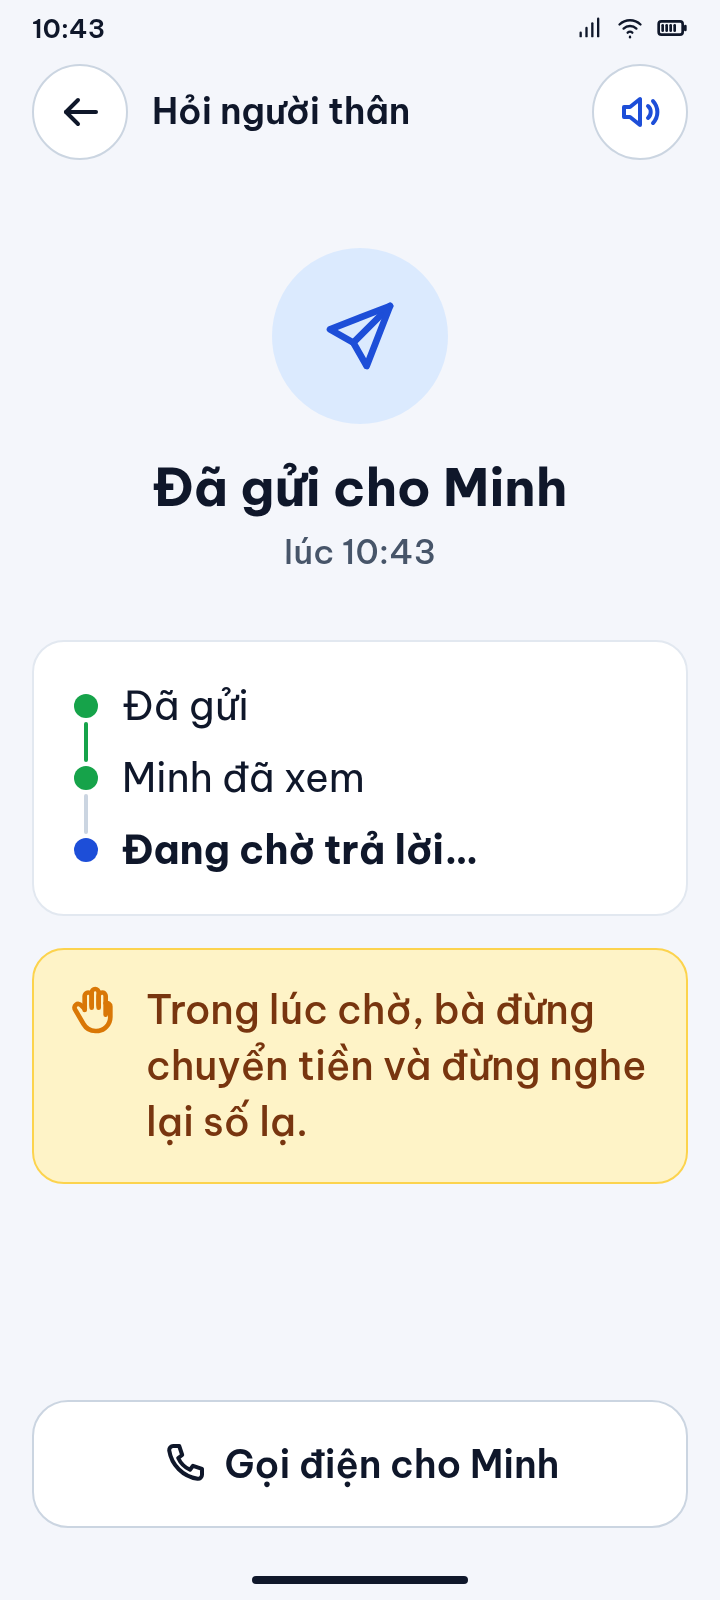 10:43
Hỏi người thân
Đã gửi cho Minh
lúc 10:43
Đã gửi
Minh đã xem
Đang chờ trả lời...
Trong lúc chờ, bà đừng
chuyển tiền và đừng nghe
lại số lạ.
Gọi điện cho Minh